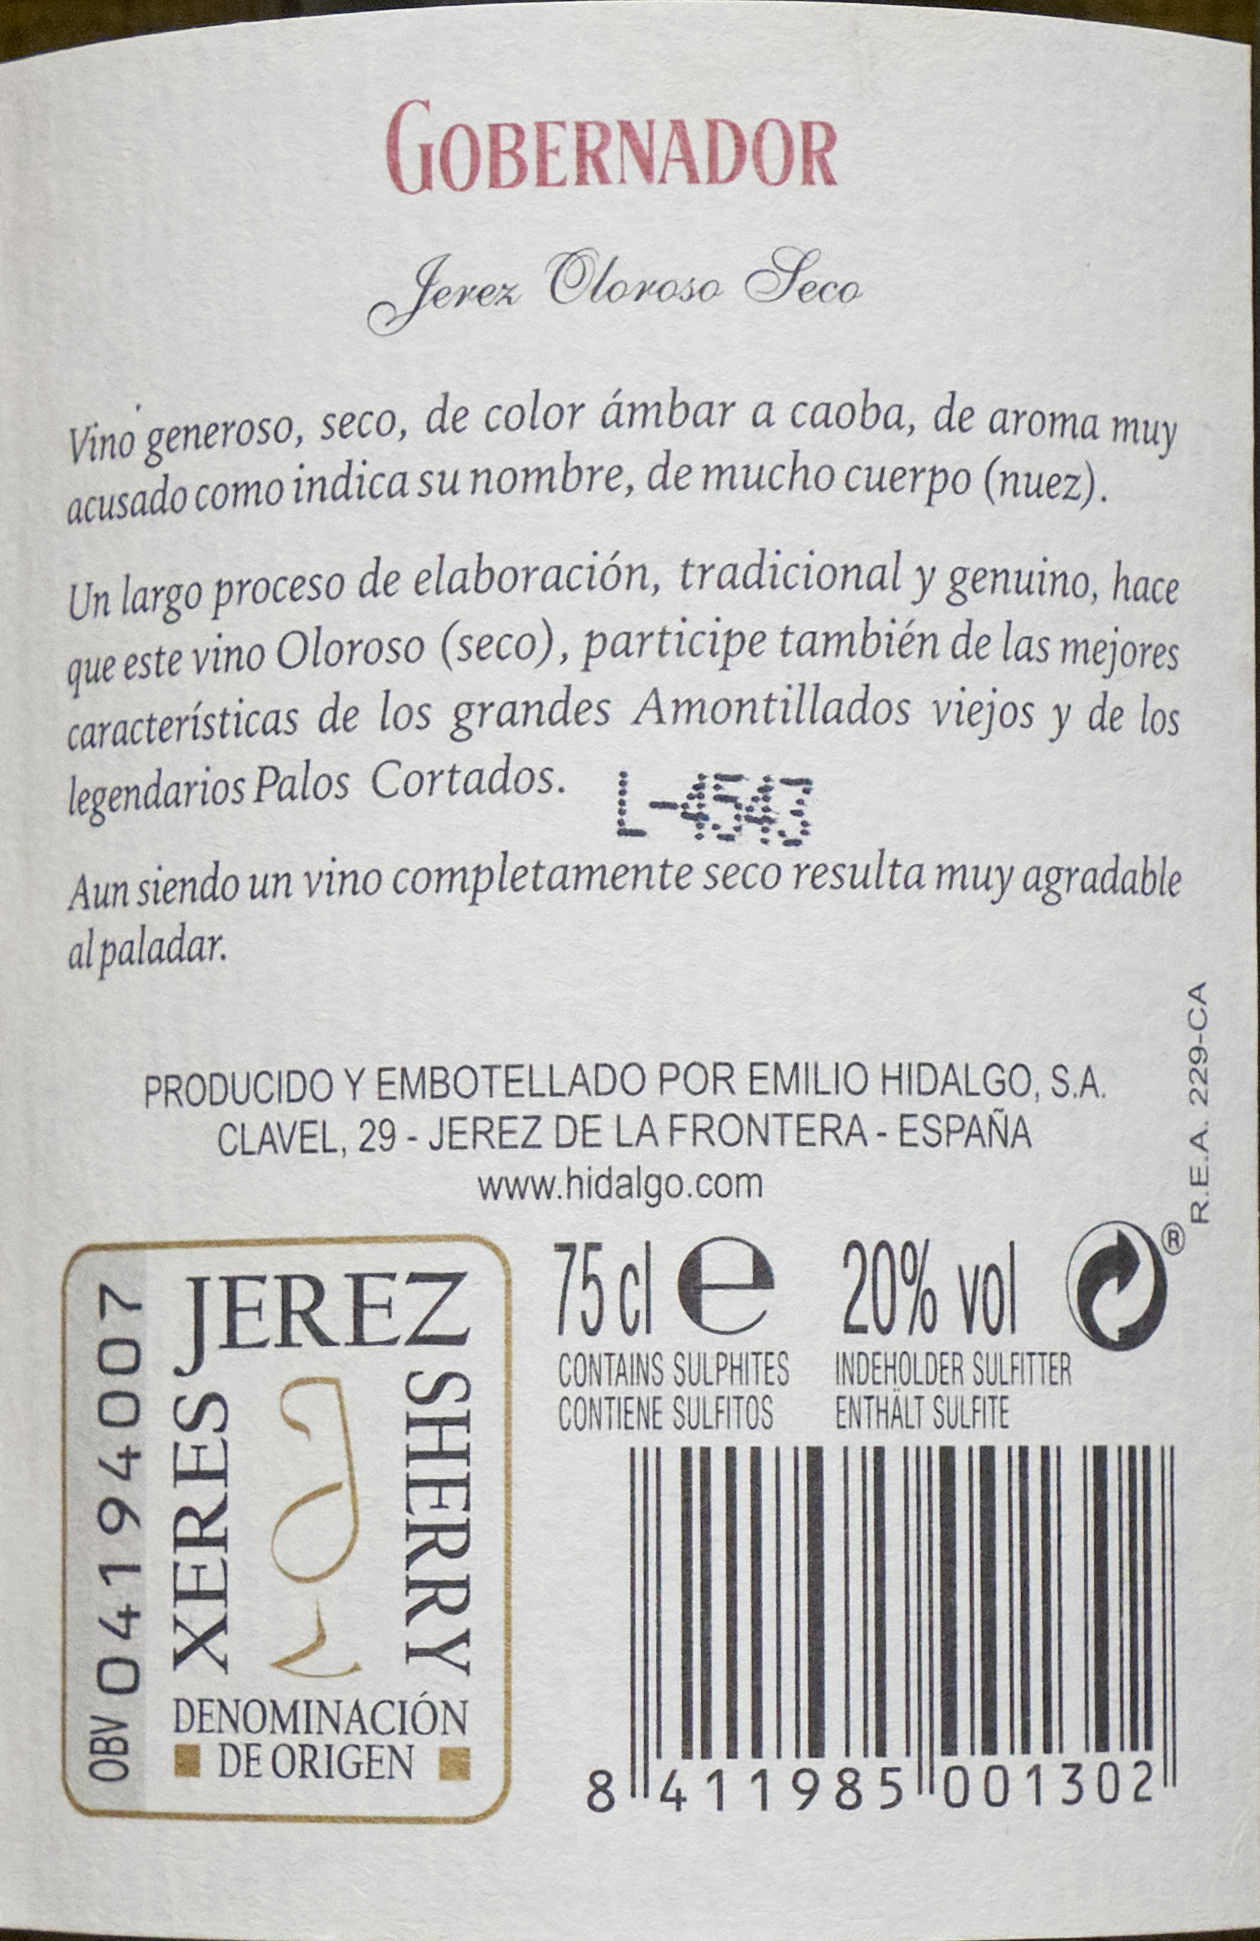 GOBERNADOR
Jerez Oloroso Seco
Vino generoso, seco, de color ámbar a caoba, de aroma muy
acusado como indica su nombre, de mucho cuerpo (nuez).
Un largo proceso de elaboración, tradicional y genuino, hace
que este vino Oloroso (seco), participe también de las mejores
características de los grandes Amontillados viejos y de los
legendarios Palos Cortados.
L-4543
Aun siendo un vino completamente seco resulta muy agradable
al paladar.
PRODUCIDO Y EMBOTELLADO POR EMILIO HIDALGO, S.A.
CLAVEL, 29 - JEREZ DE LA FRONTERA - ESPAÑA
www.hidalgo.com
R.E.A. 229-CA
OBV 04194007
JEREZ
XERES
SHERRY
DENOMINACIÓN
DE ORIGEN
75 cl e 20% vol
®
CONTAINS SULPHITES INDEHOLDER SULFITTER
CONTIENE SULFITOS ENTHÄLT SULFITE
8 411985 001302